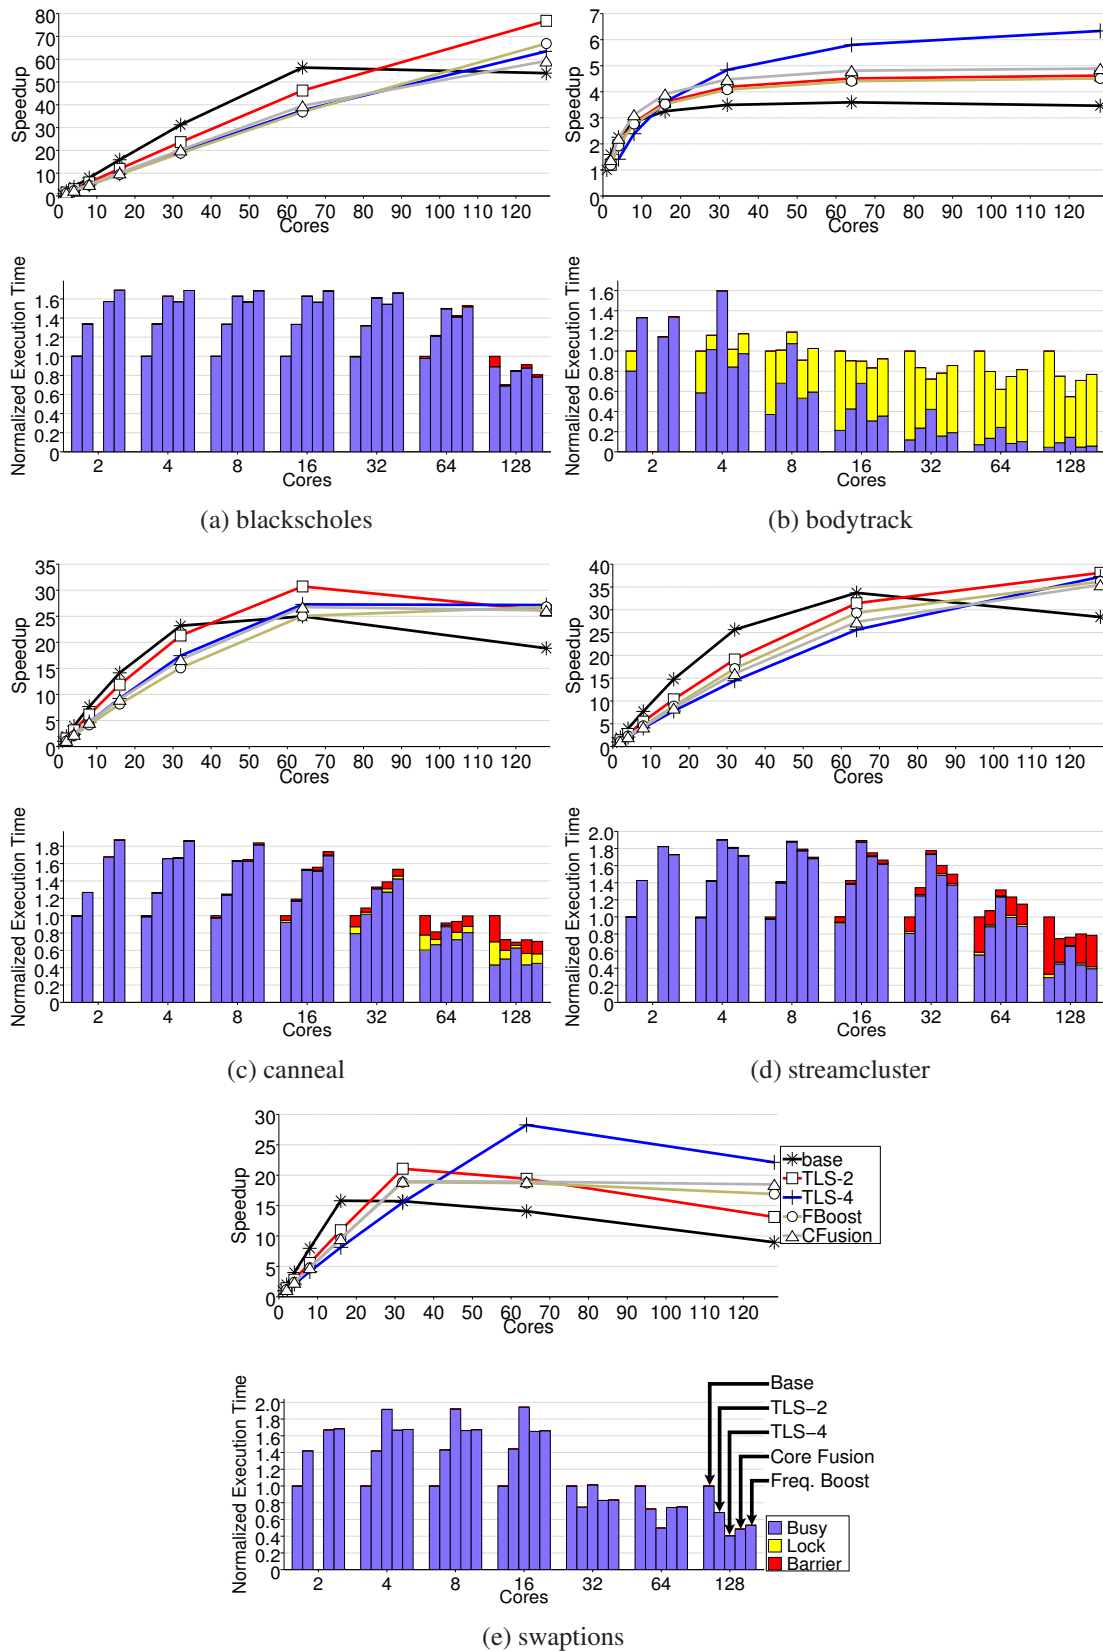 80
70
60
50
40
30
20
10
0
Speedup
0 10 20 30 40 50 60 70 80 90 100 110 120
Cores
7
6
5
4
3
2
1
0
Speedup
0 10 20 30 40 50 60 70 80 90 100 110 120
Cores
Normalized Execution Time
1.6
1.4
1.2
1.0
0.8
0.6
0.4
0.2
0
2 4 8 16 32 64 128
Cores
Normalized Execution Time
1.6
1.4
1.2
1.0
0.8
0.6
0.4
0.2
0
2 4 8 16 32 64 128
Cores
(a) blackscholes
(b) bodytrack
35
30
25
20
15
10
5
0
Speedup
0 10 20 30 40 50 60 70 80 90 100 110 120
Cores
40
35
30
25
20
15
10
5
0
Speedup
0 10 20 30 40 50 60 70 80 90 100 110 120
Cores
Normalized Execution Time
1.8
1.6
1.4
1.2
1.0
0.8
0.6
0.4
0.2
0
2 4 8 16 32 64 128
Cores
Normalized Execution Time
2.0
1.8
1.6
1.4
1.2
1.0
0.8
0.6
0.4
0.2
0
2 4 8 16 32 64 128
Cores
(c) canneal
(d) streamcluster
30
25
20
15
10
5
0
Speedup
0 10 20 30 40 50 60 70 80 90 100 110 120
Cores
base
TLS-2
TLS-4
FBoost
CFusion
Normalized Execution Time
2.0
1.8
1.6
1.4
1.2
1.0
0.8
0.6
0.4
0.2
0
2 4 8 16 32 64 128
Cores
Base
TLS-2
TLS-4
Core Fusion
Freq. Boost
Busy
Lock
Barrier
(e) swaptions